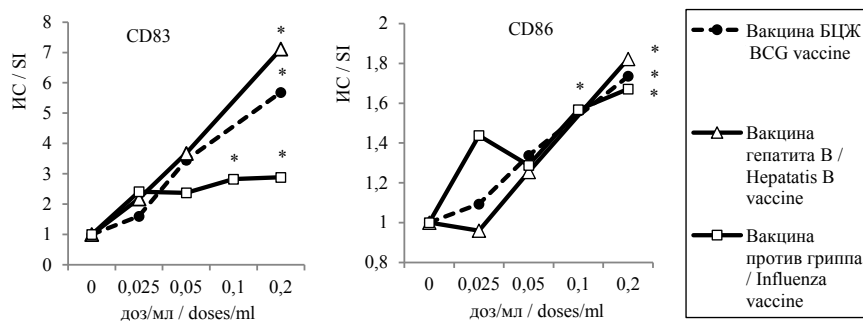 CD83
ИС / SI
8
7
6
5
4
3
2
1
0
*
*
*
*
0 0,025 0,05 0,1 0,2
доз/мл / doses/ml
CD86
ИС / SI
2
1,8
1,6
1,4
1,2
1
0,8
*
*
*
*
0 0,025 0,05 0,1 0,2
доз/мл / doses/ml
Вакцина БЦЖ
BCG vaccine
Вакцина
гепатита В /
Hepatatis B
vaccine
Вакцина
против гриппа
/ Influenza
vaccine